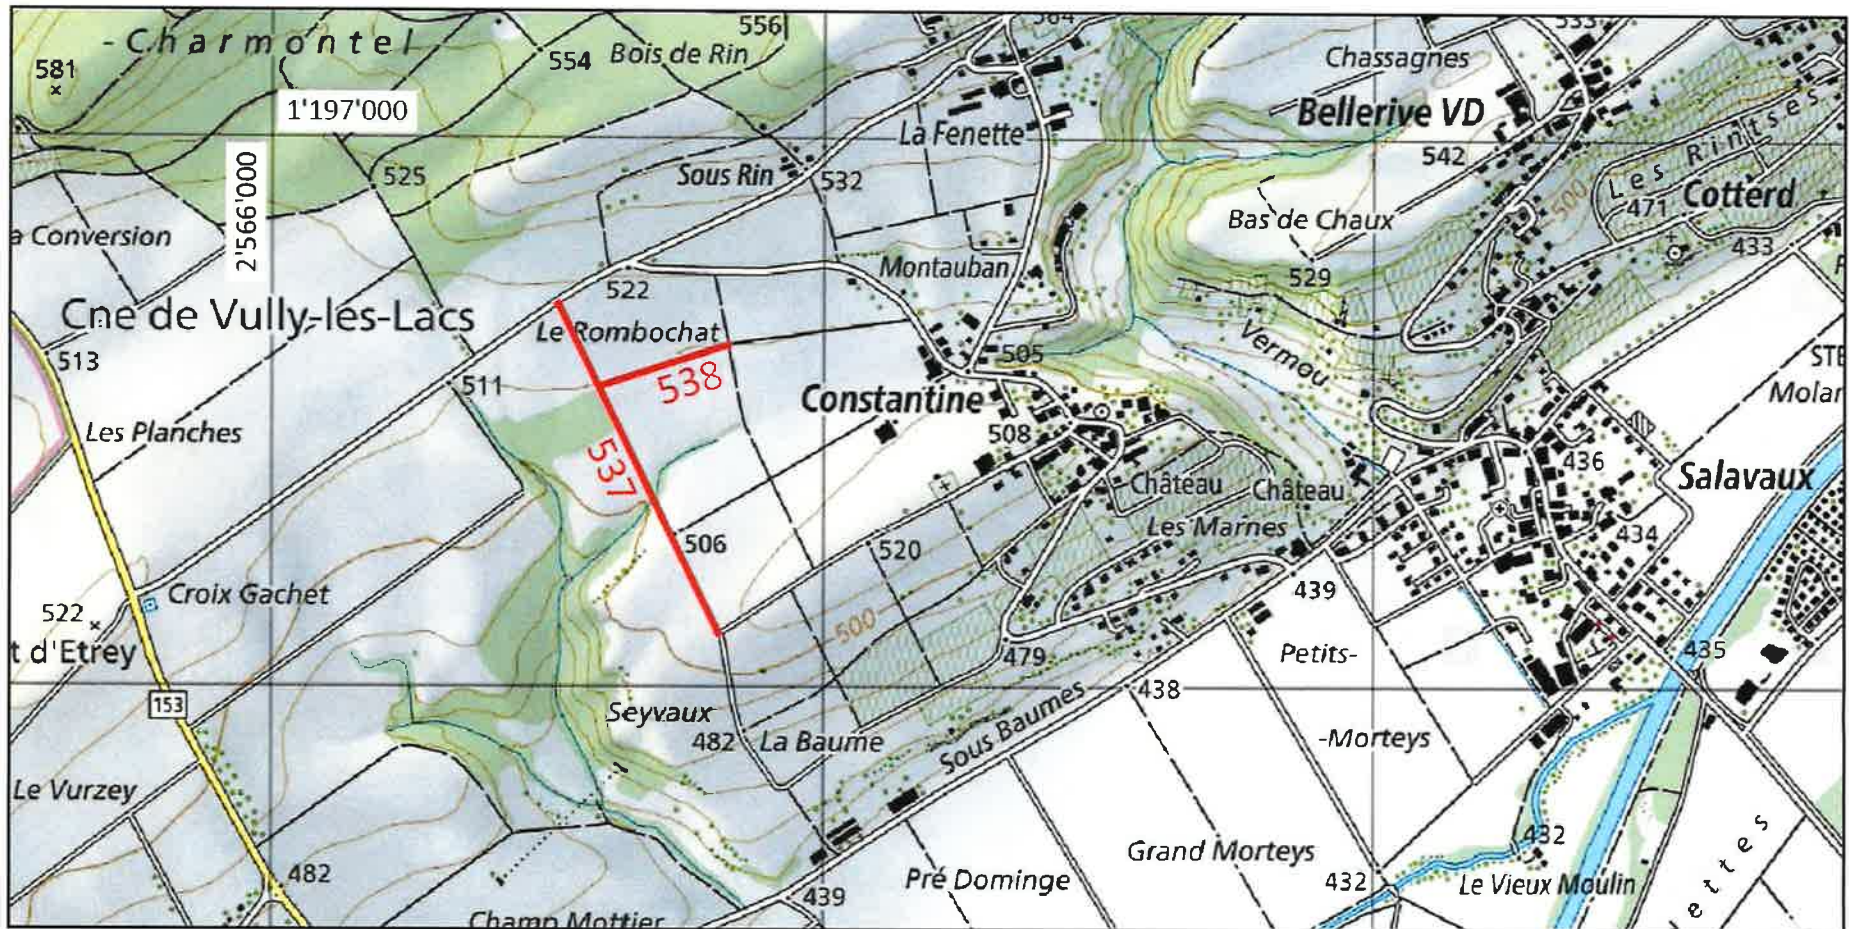 556
504
533
- Charmontel
554
Bois de Rin
Chassagnes
581
1'197'000
Bellerive VD
La Fenette
542
Les Rintses
525
Sous Rin
532
500
471
Cotterd
2'566'000
Bas de Chaux
a Conversion
433
Montauban
529
522
Cne de Vully-les-Lacs
Le Rombochat
Vermou
513
505
STE
511
538
Molar
Constantine
Les Planches
508
436
537
Château
Château
Salavaux
Les Marnes
506
520
434
Croix Gachet
439
522
500
t d'Etrey
479
Petits-
435
153
438
Seyvaux
482
La Baume
Sous Baumes
-Morteys
Le Vurzey
432
Grand Morteys
482
Pré Dominge
432
Le Vieux Moulin
439
ettes
Champ Mottier